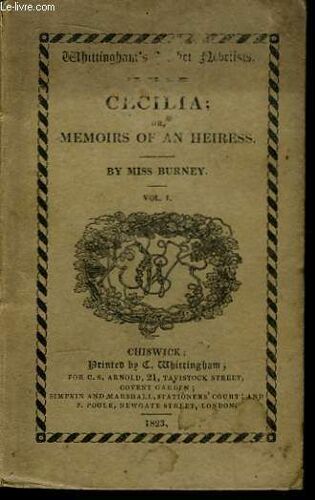 Le-livre.com
Whittingham's Novelists.
CECILIA;
OR,
MEMOIRS OF AN HEIRESS.
BY MISS BURNEY.
VOL. I.
CHISWICK;
Printed by C. Whittingham;
FOR C. S. ARNOLD, 21, TAVISTOCK STREET,
COVENT GARDEN;
SIMPKIN AND MARSHALL, STATIONERS' COURT; AND
POOLE, NEWGATE STREET, LONDON.
1823.